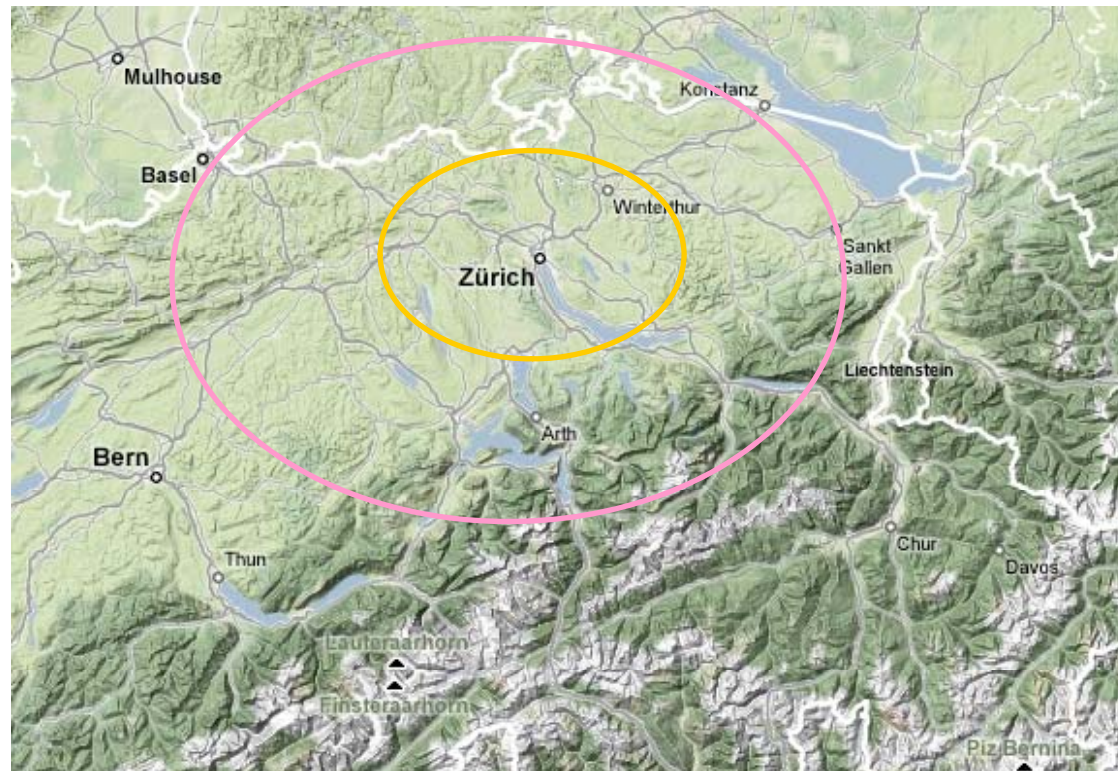 Mulhouse
Konstanz
Basel
Winterthur
Sankt
Gallen
Zürich
Liechtenstein
Arth
Bern
Chur
Thun
Davos
Lauteraarhorn
Finsteraarhorn
Piz Bernina